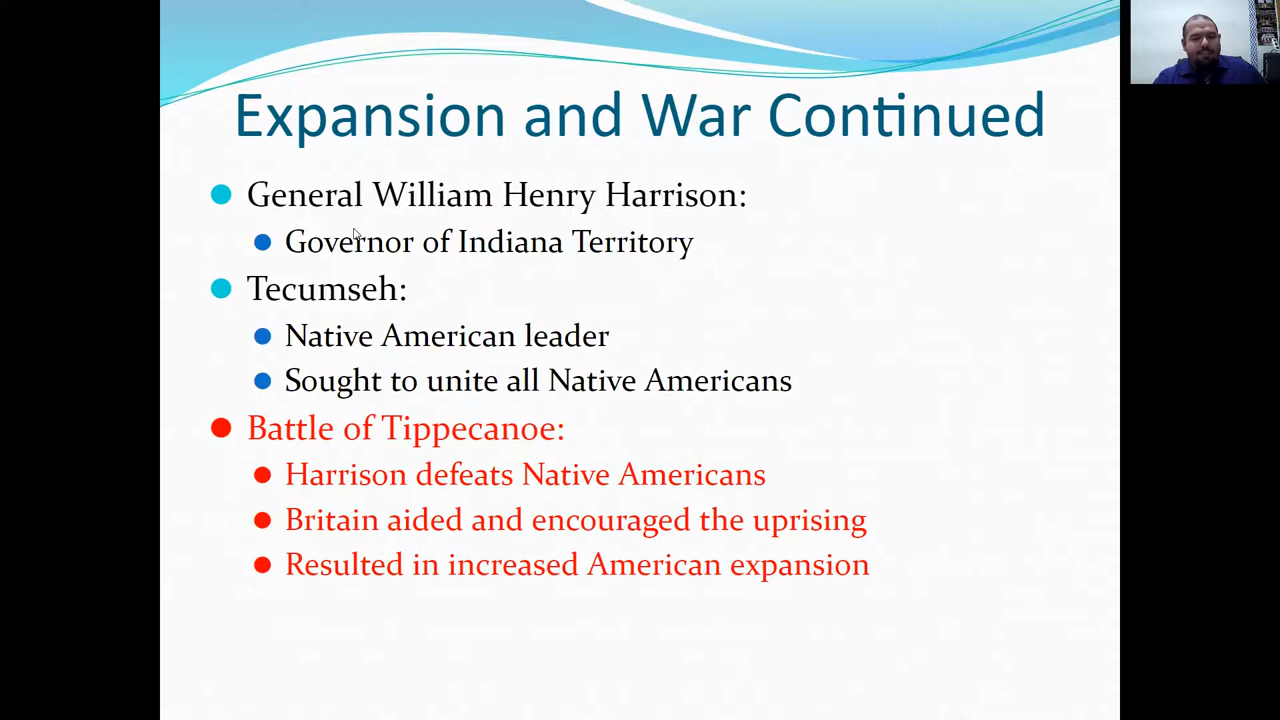 Expansion and War Continued
General William Henry Harrison:
Governor of Indiana Territory
Tecumseh:
Native American leader
Sought to unite all Native Americans
Battle of Tippecanoe:
Harrison defeats Native Americans
Britain aided and encouraged the uprising
Resulted in increased American expansion